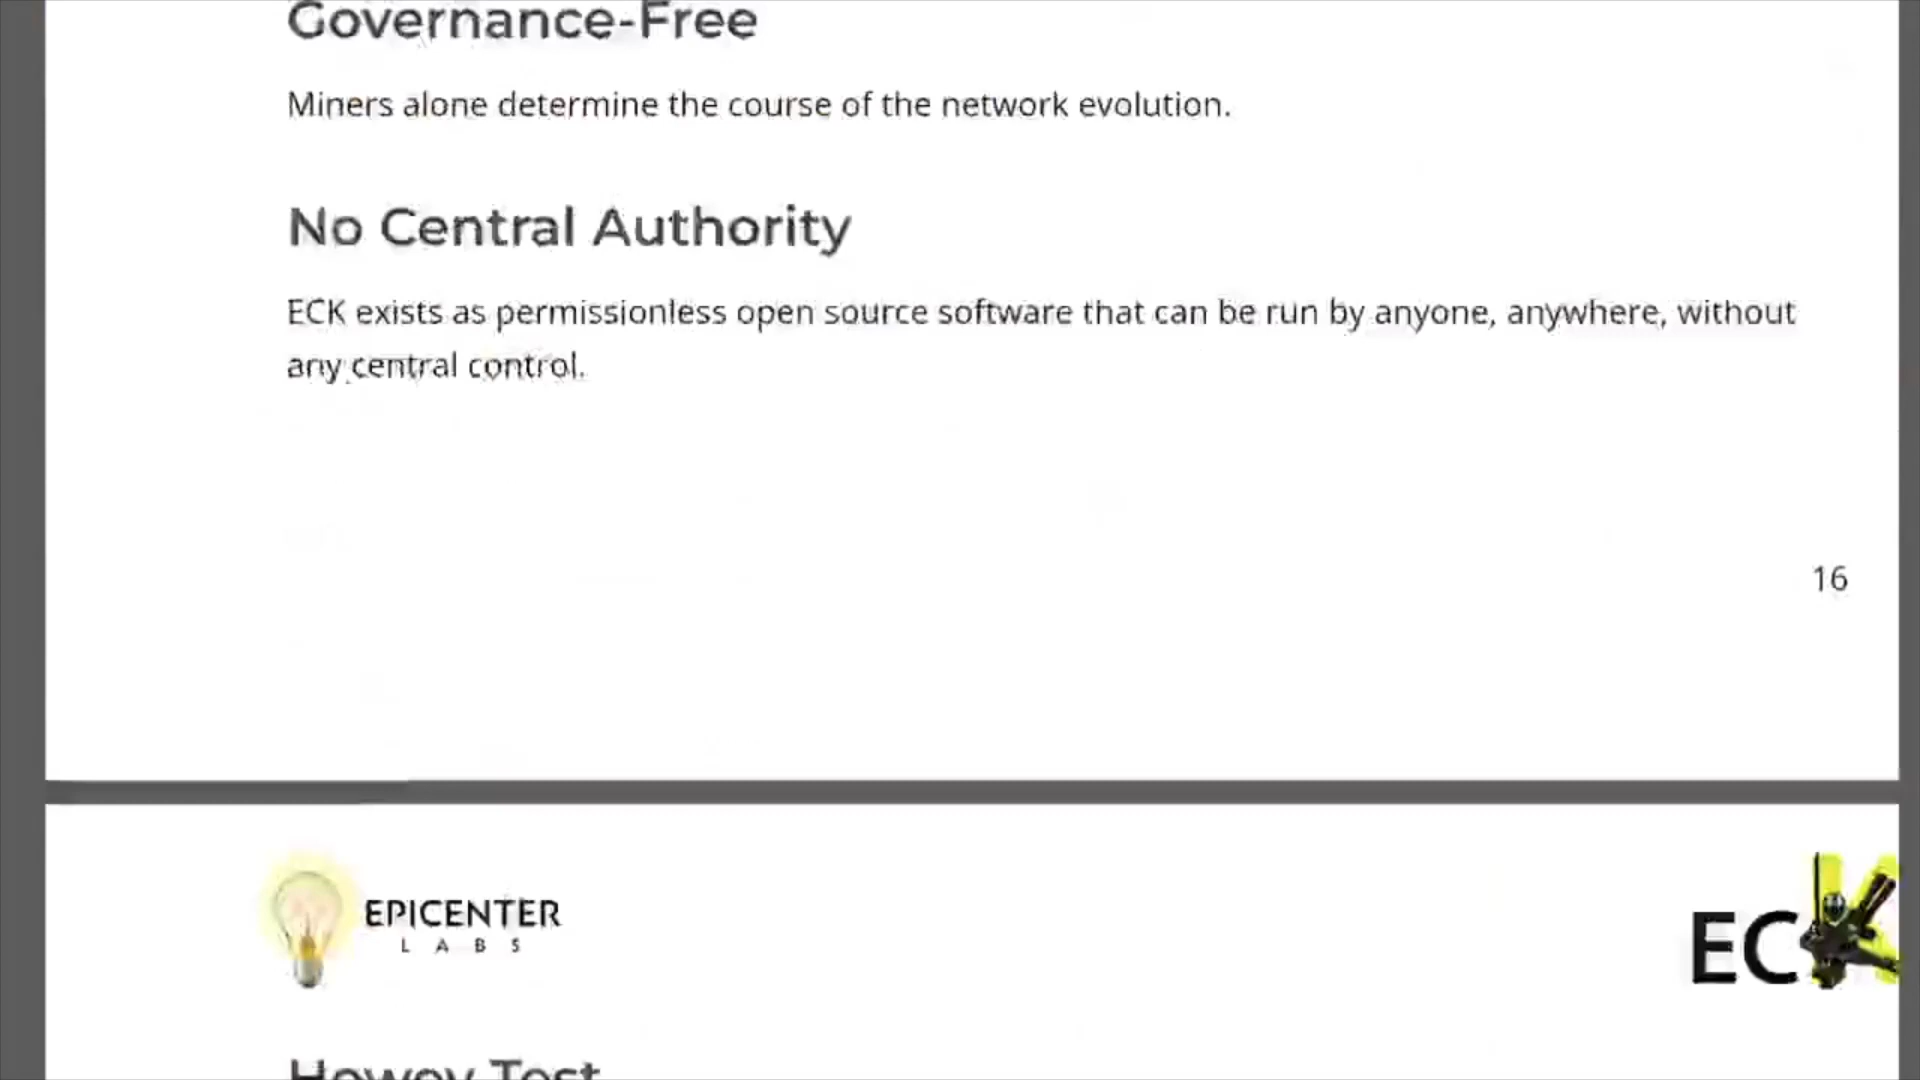 Governance-Free
Miners alone determine the course of the network evolution.
No Central Authority
ECK exists as permissionless open source software that can be run by anyone, anywhere, without
any central control.
16
EPICENTER
LABS
ECK
Howey Test